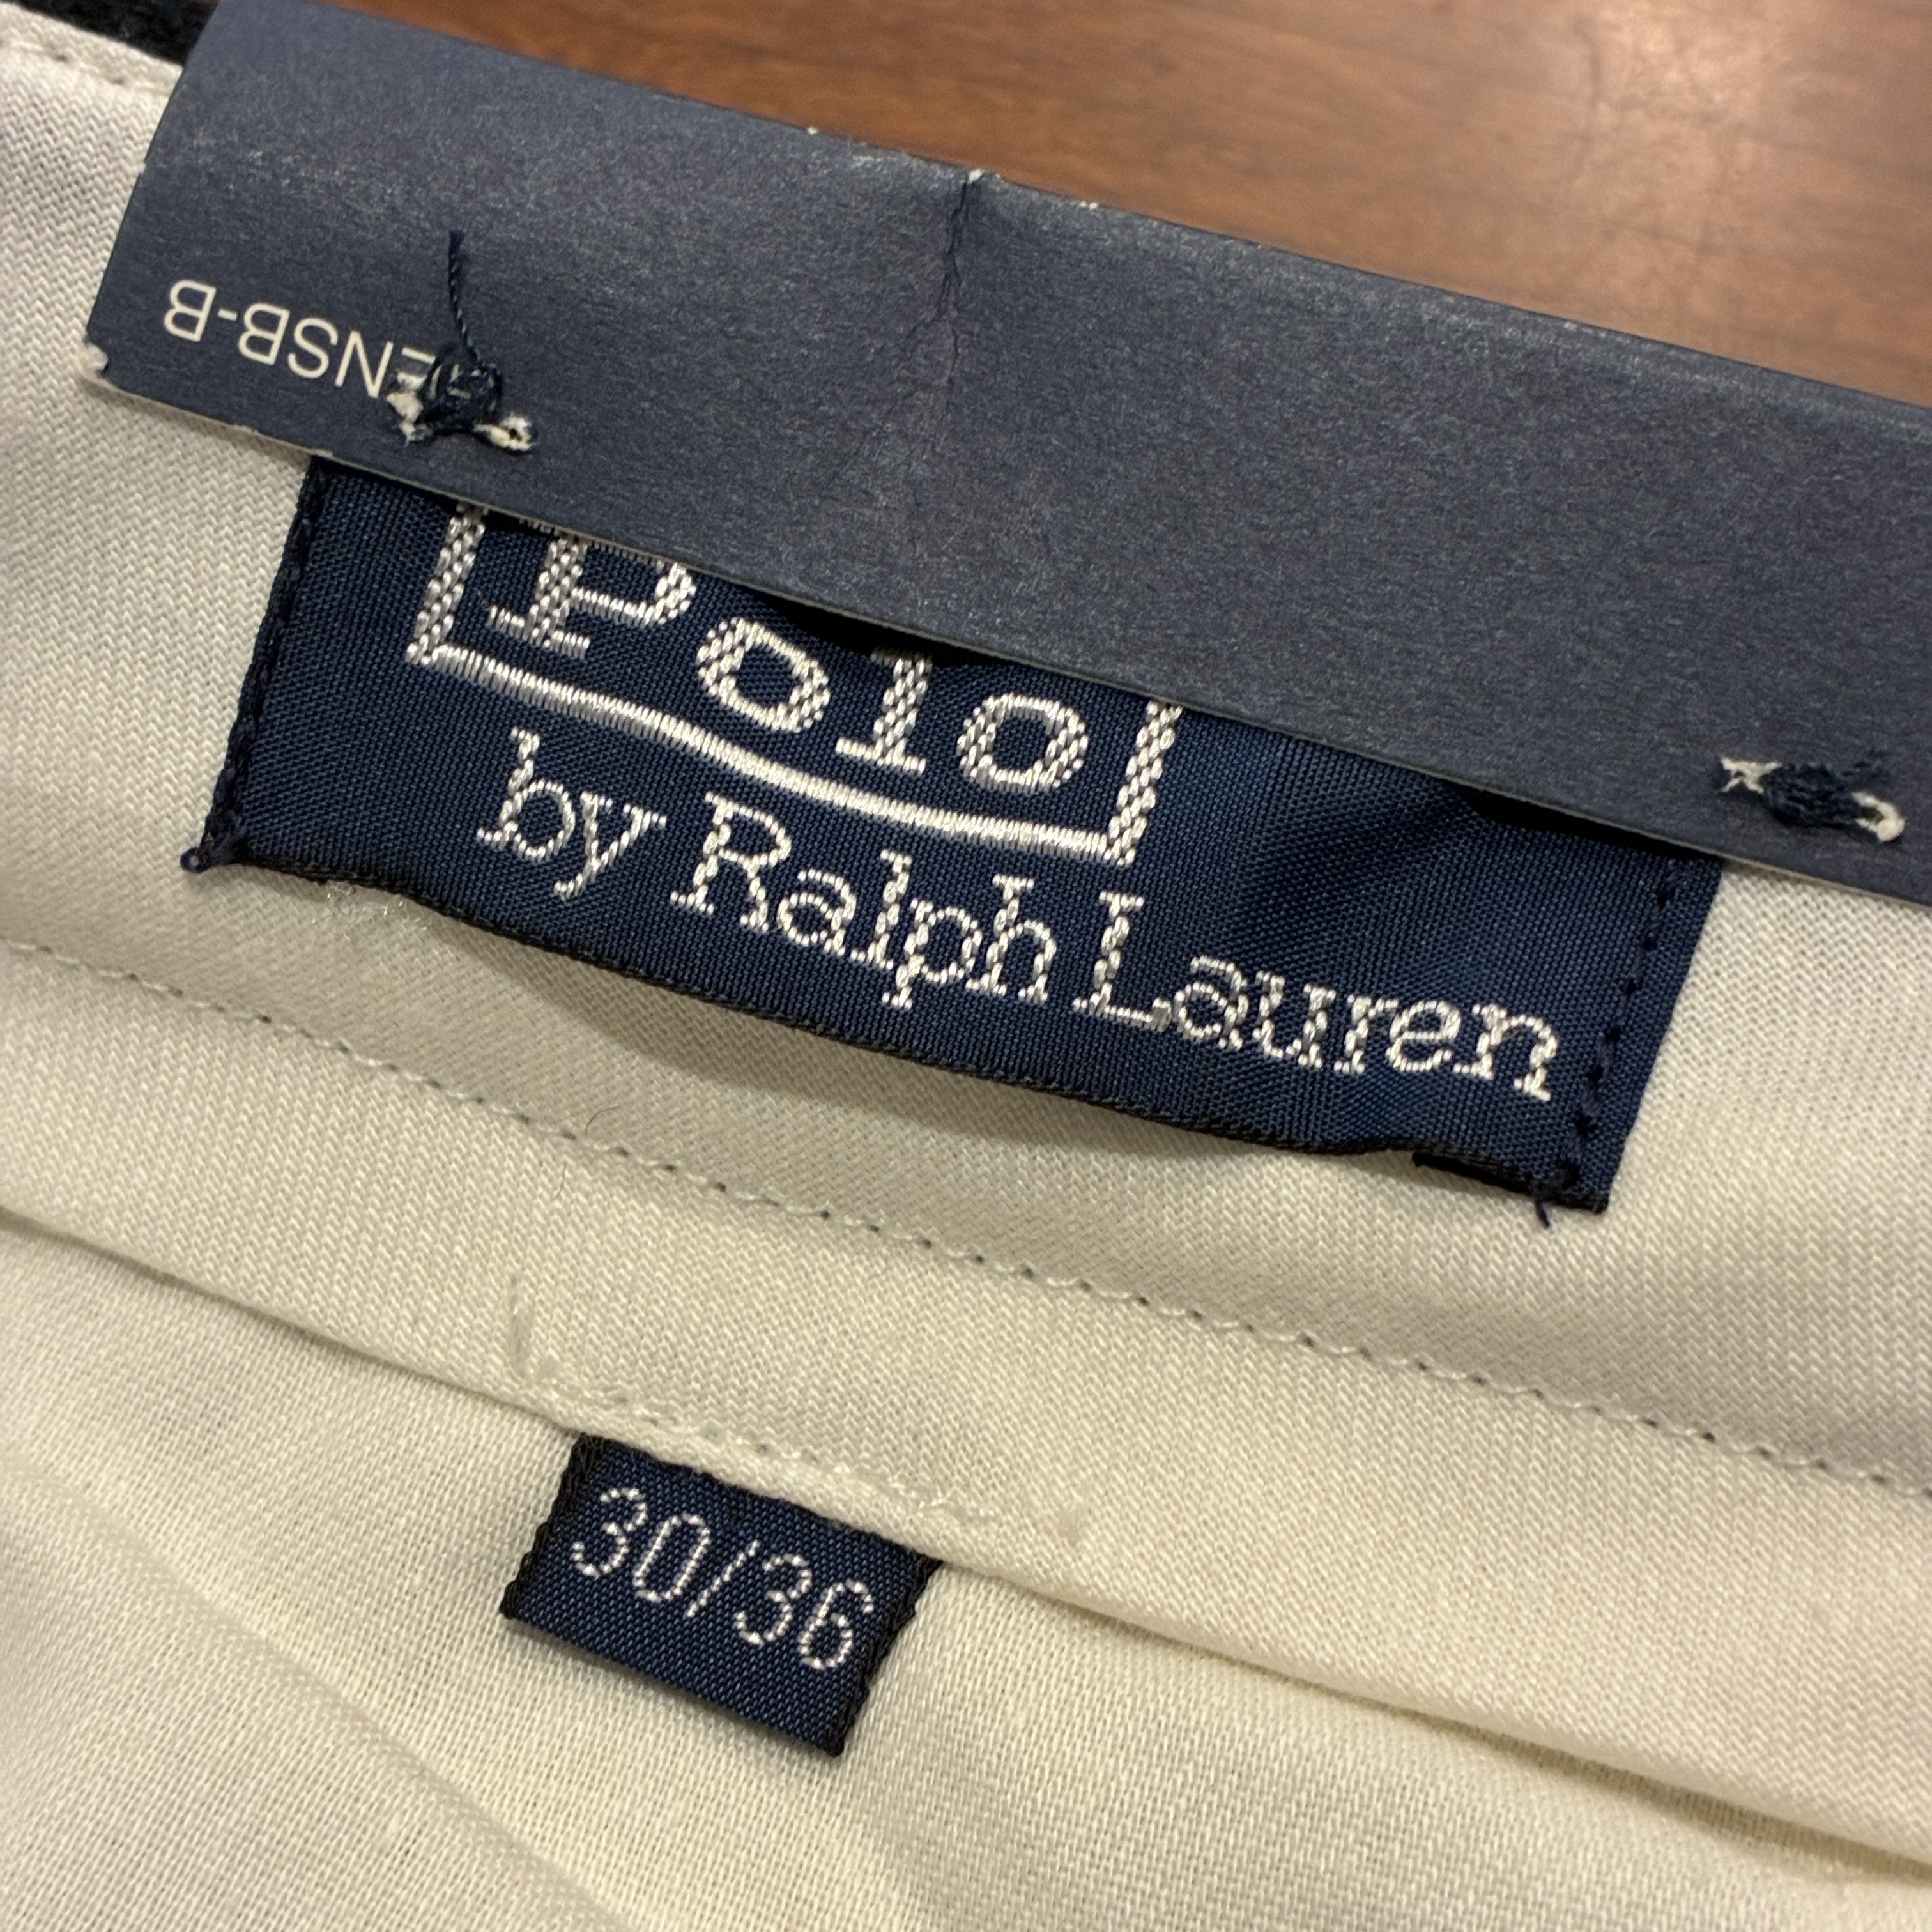 ENSB-B
Polo
by Ralph Lauren
30/36